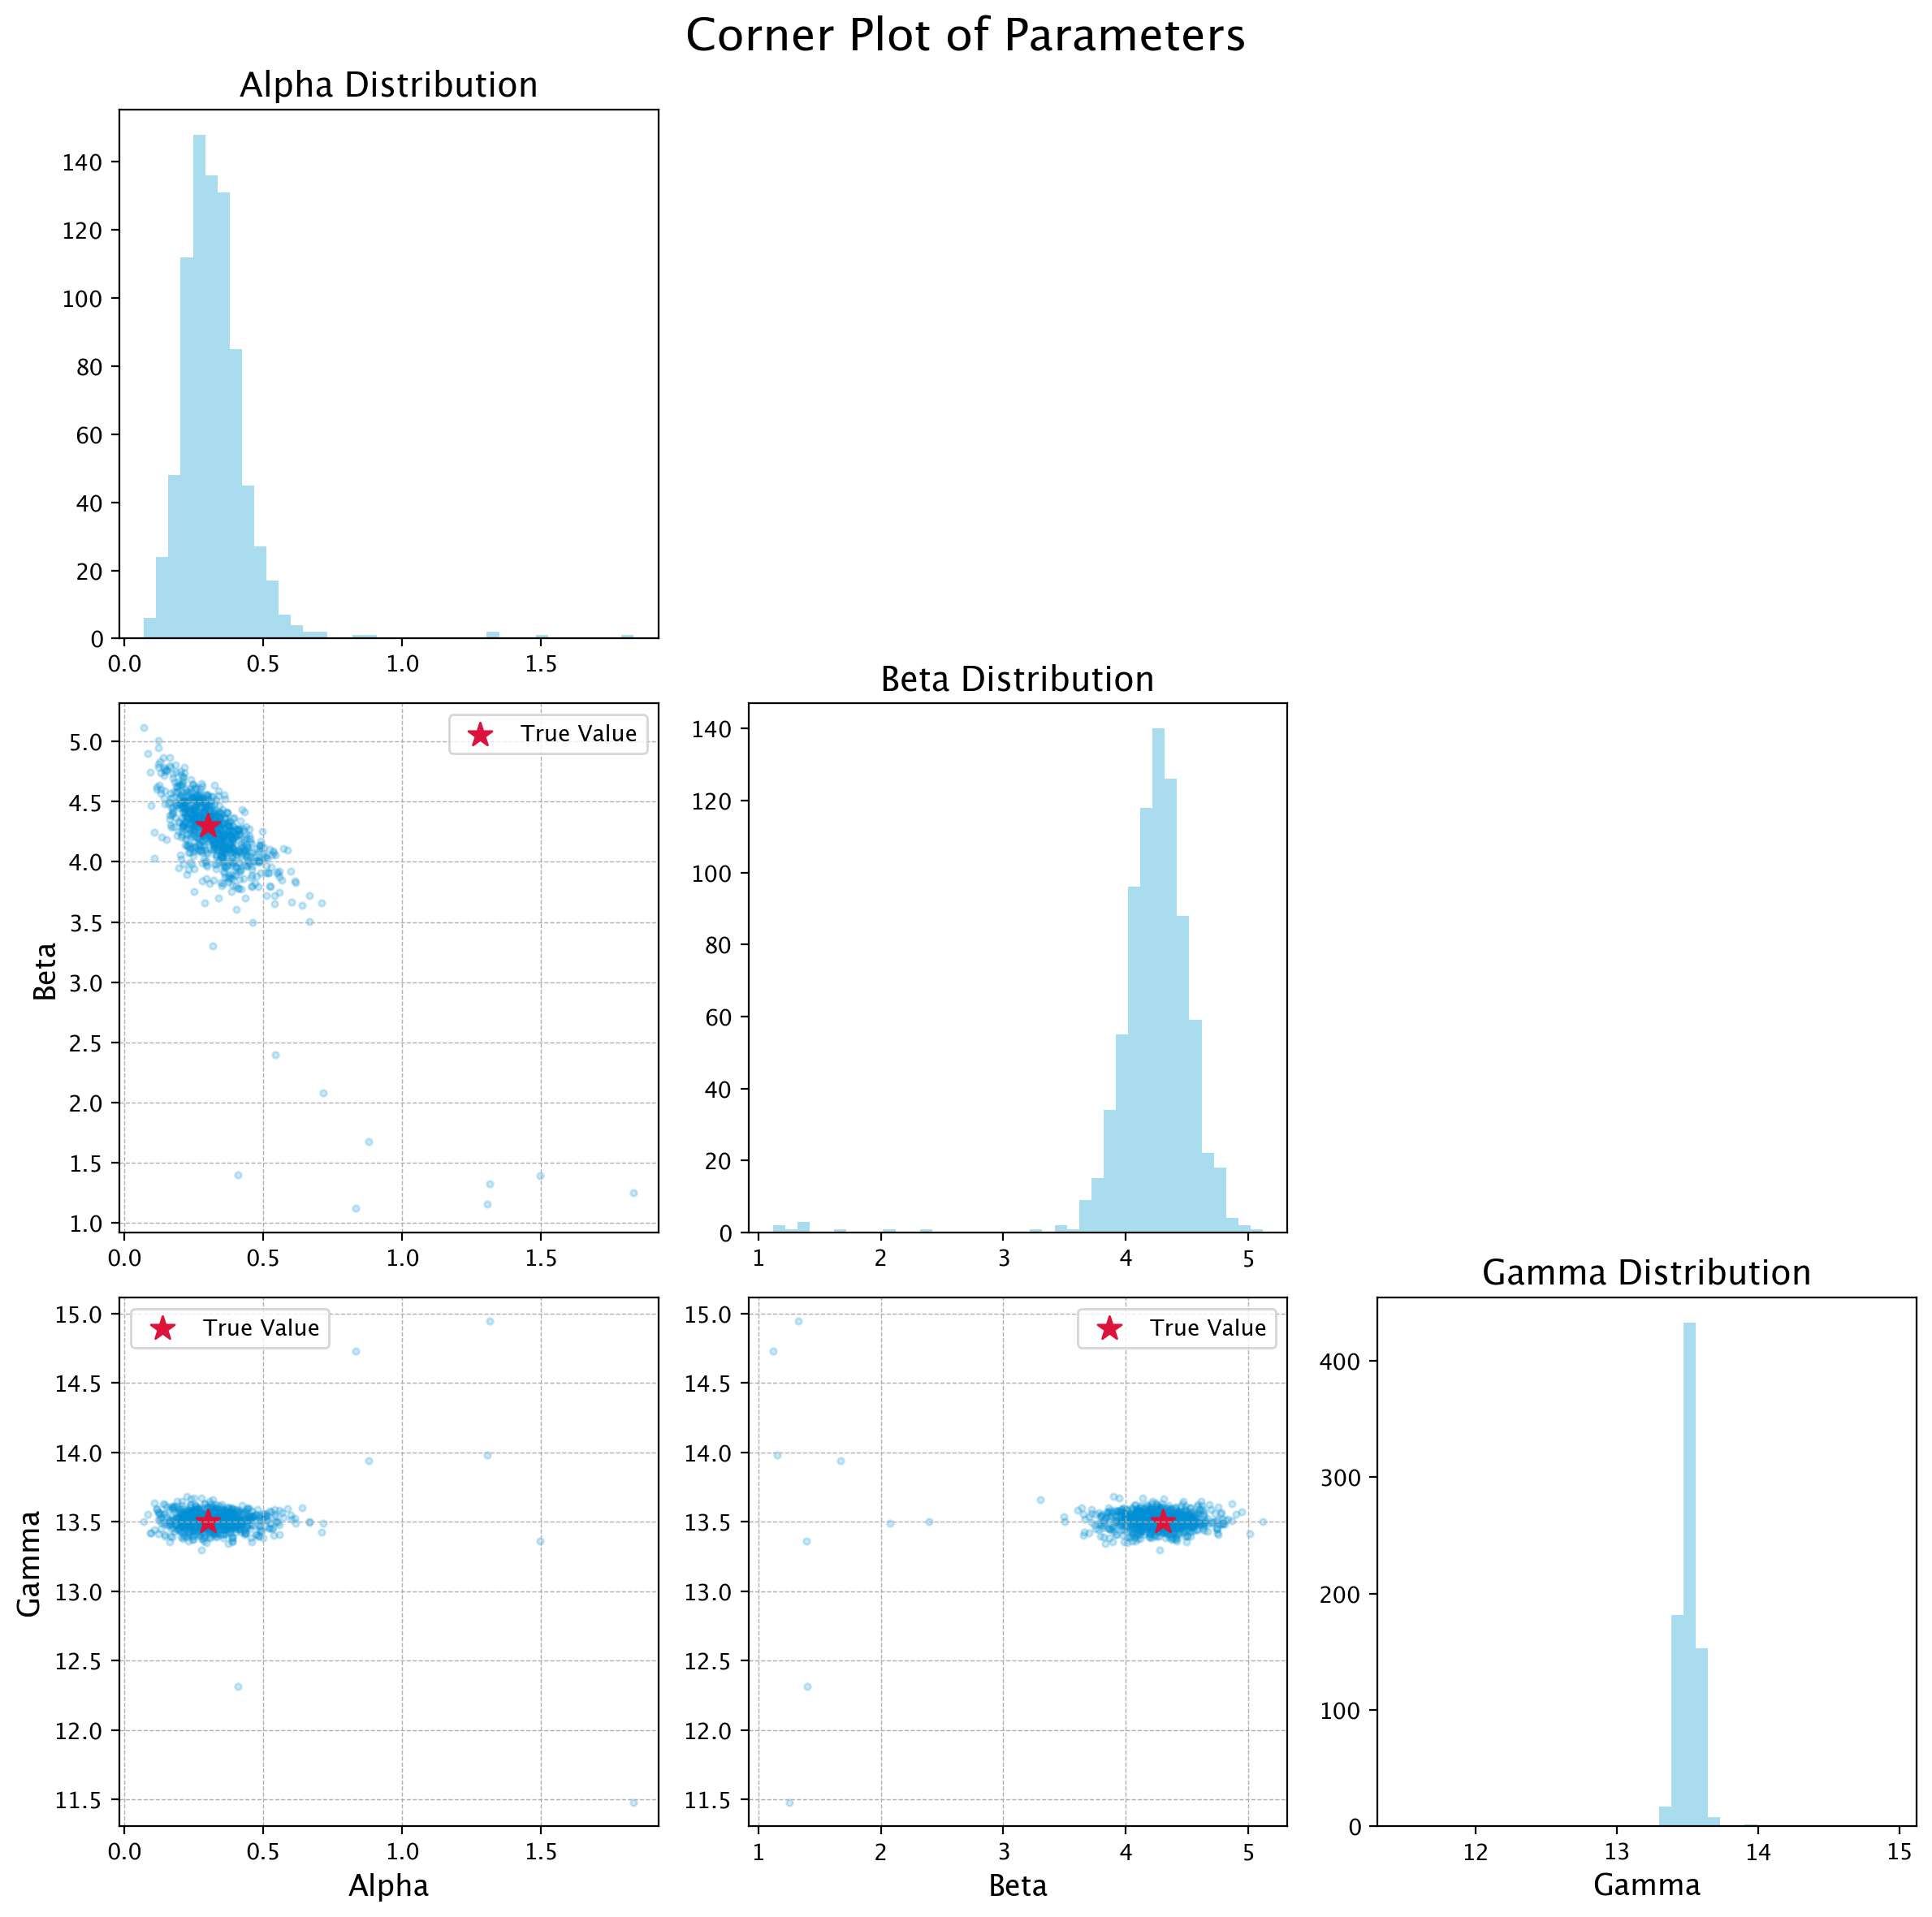 Corner Plot of Parameters
Alpha Distribution
140
120
100
80
60
40
20
0
0.0 0.5 1.0 1.5
Beta Distribution
True Value
5.0
4.5
4.0
3.5
3.0
2.5
2.0
1.5
1.0
Beta
0.0 0.5 1.0 1.5
140
120
100
80
60
40
20
0
1 2 3 4 5
Gamma Distribution
True Value
15.0
14.5
14.0
13.5
13.0
12.5
12.0
11.5
Gamma
0.0 0.5 1.0 1.5
Alpha
True Value
15.0
14.5
14.0
13.5
13.0
12.5
12.0
11.5
1 2 3 4 5
Beta
400
300
200
100
0
12 13 14 15
Gamma